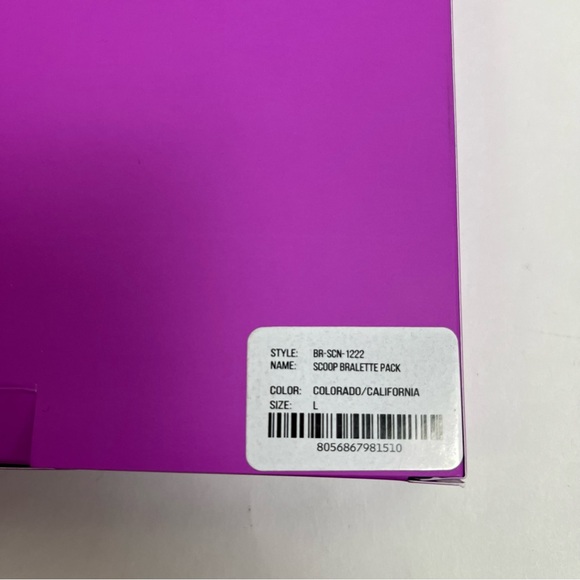 STYLE: BR-SCN-1222
NAME: SCOOP BRALETTE PACK
COLOR: COLORADO/CALIFORNIA
SIZE: L
8056867981510